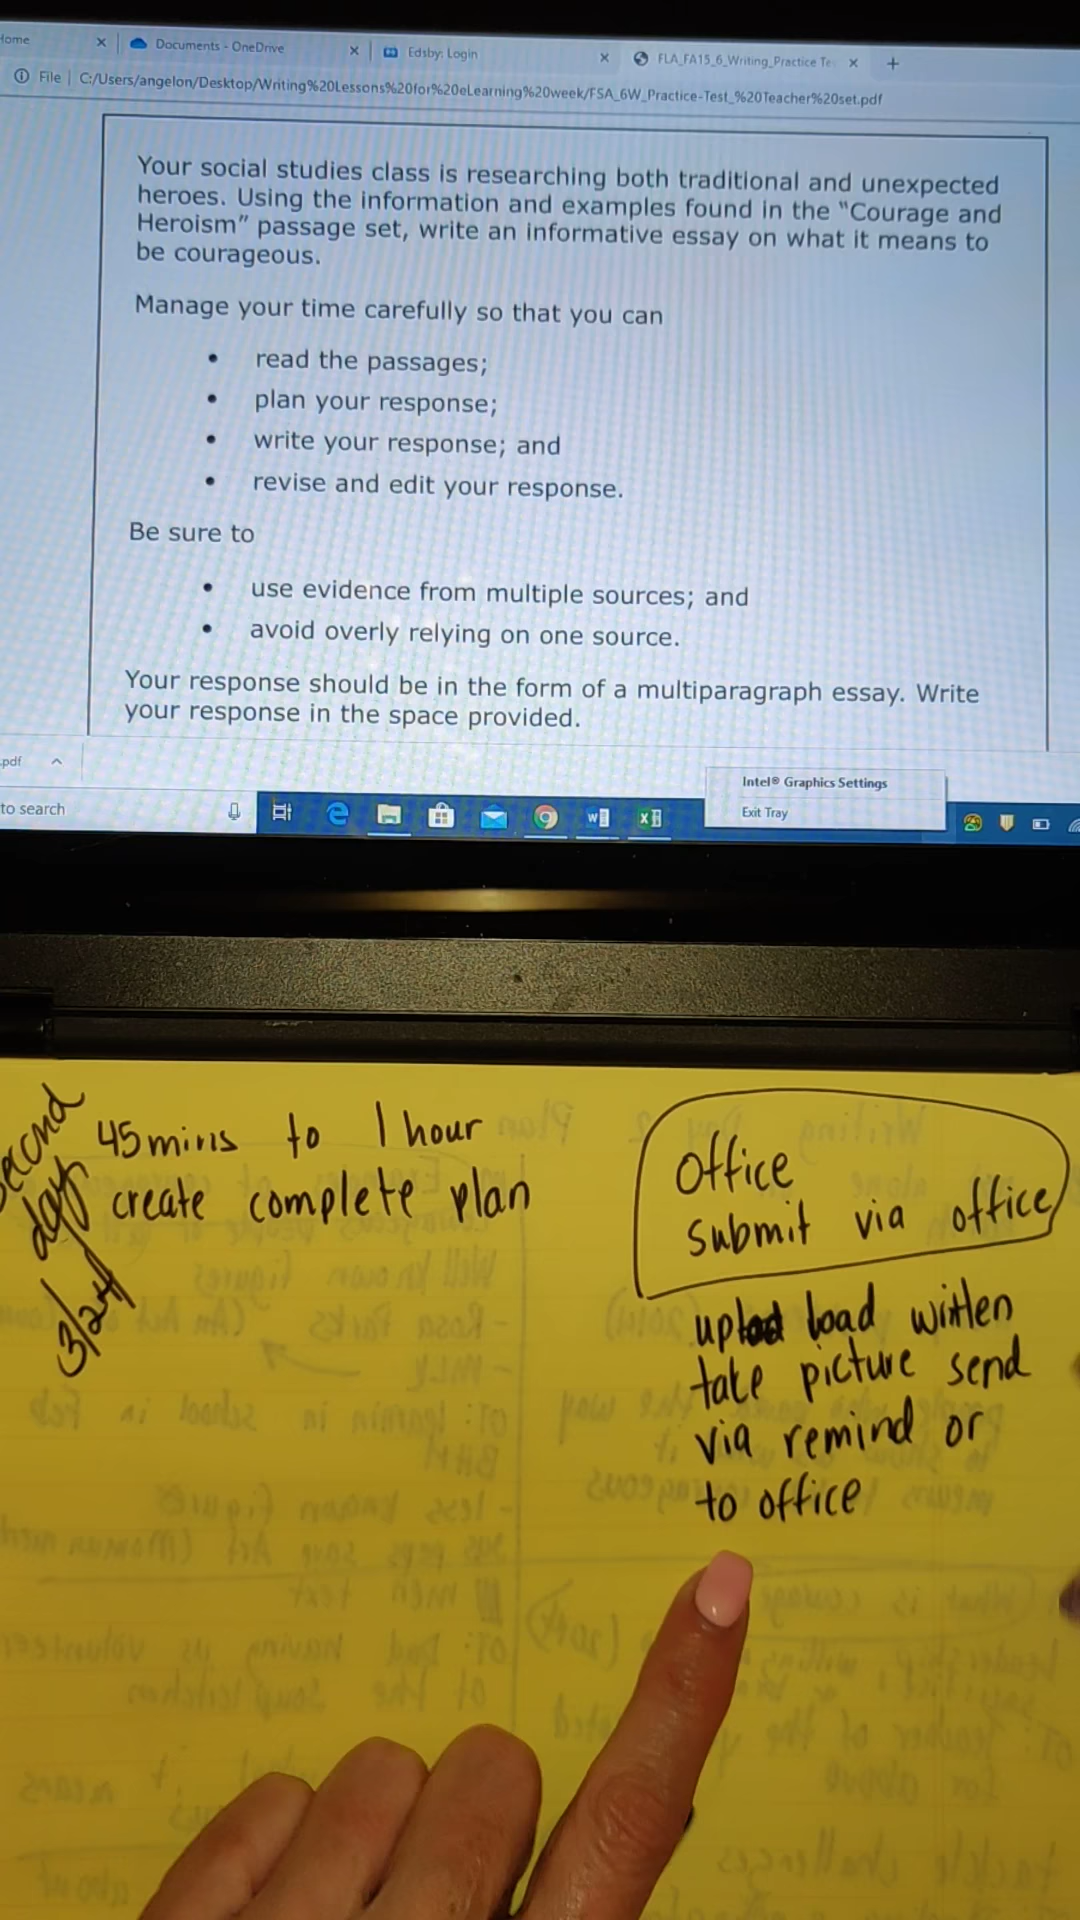 Home
Documents - OneDrive
Edsby: Login
FLA_FA15_6_Writing_Practice Te
File | C:/Users/angelon/Desktop/Writing%20Lessons%20for%20eLearning%20week/FSA_6W_Practice-Test_%20Teacher%20set.pdf
Your social studies class is researching both traditional and unexpected
heroes. Using the information and examples found in the "Courage and
Heroism" passage set, write an informative essay on what it means to
be courageous.
Manage your time carefully so that you can
• read the passages;
• plan your response;
• write your response; and
• revise and edit your response.
Be sure to
• use evidence from multiple sources; and
• avoid overly relying on one source.
Your response should be in the form of a multiparagraph essay. Write
your response in the space provided.
.pdf
Intel® Graphics Settings
Exit Tray
to search
second
day
3/24
45 mins to 1 hour
create complete plan
Office
submit via office
upload written
take picture send
via remind or
to office